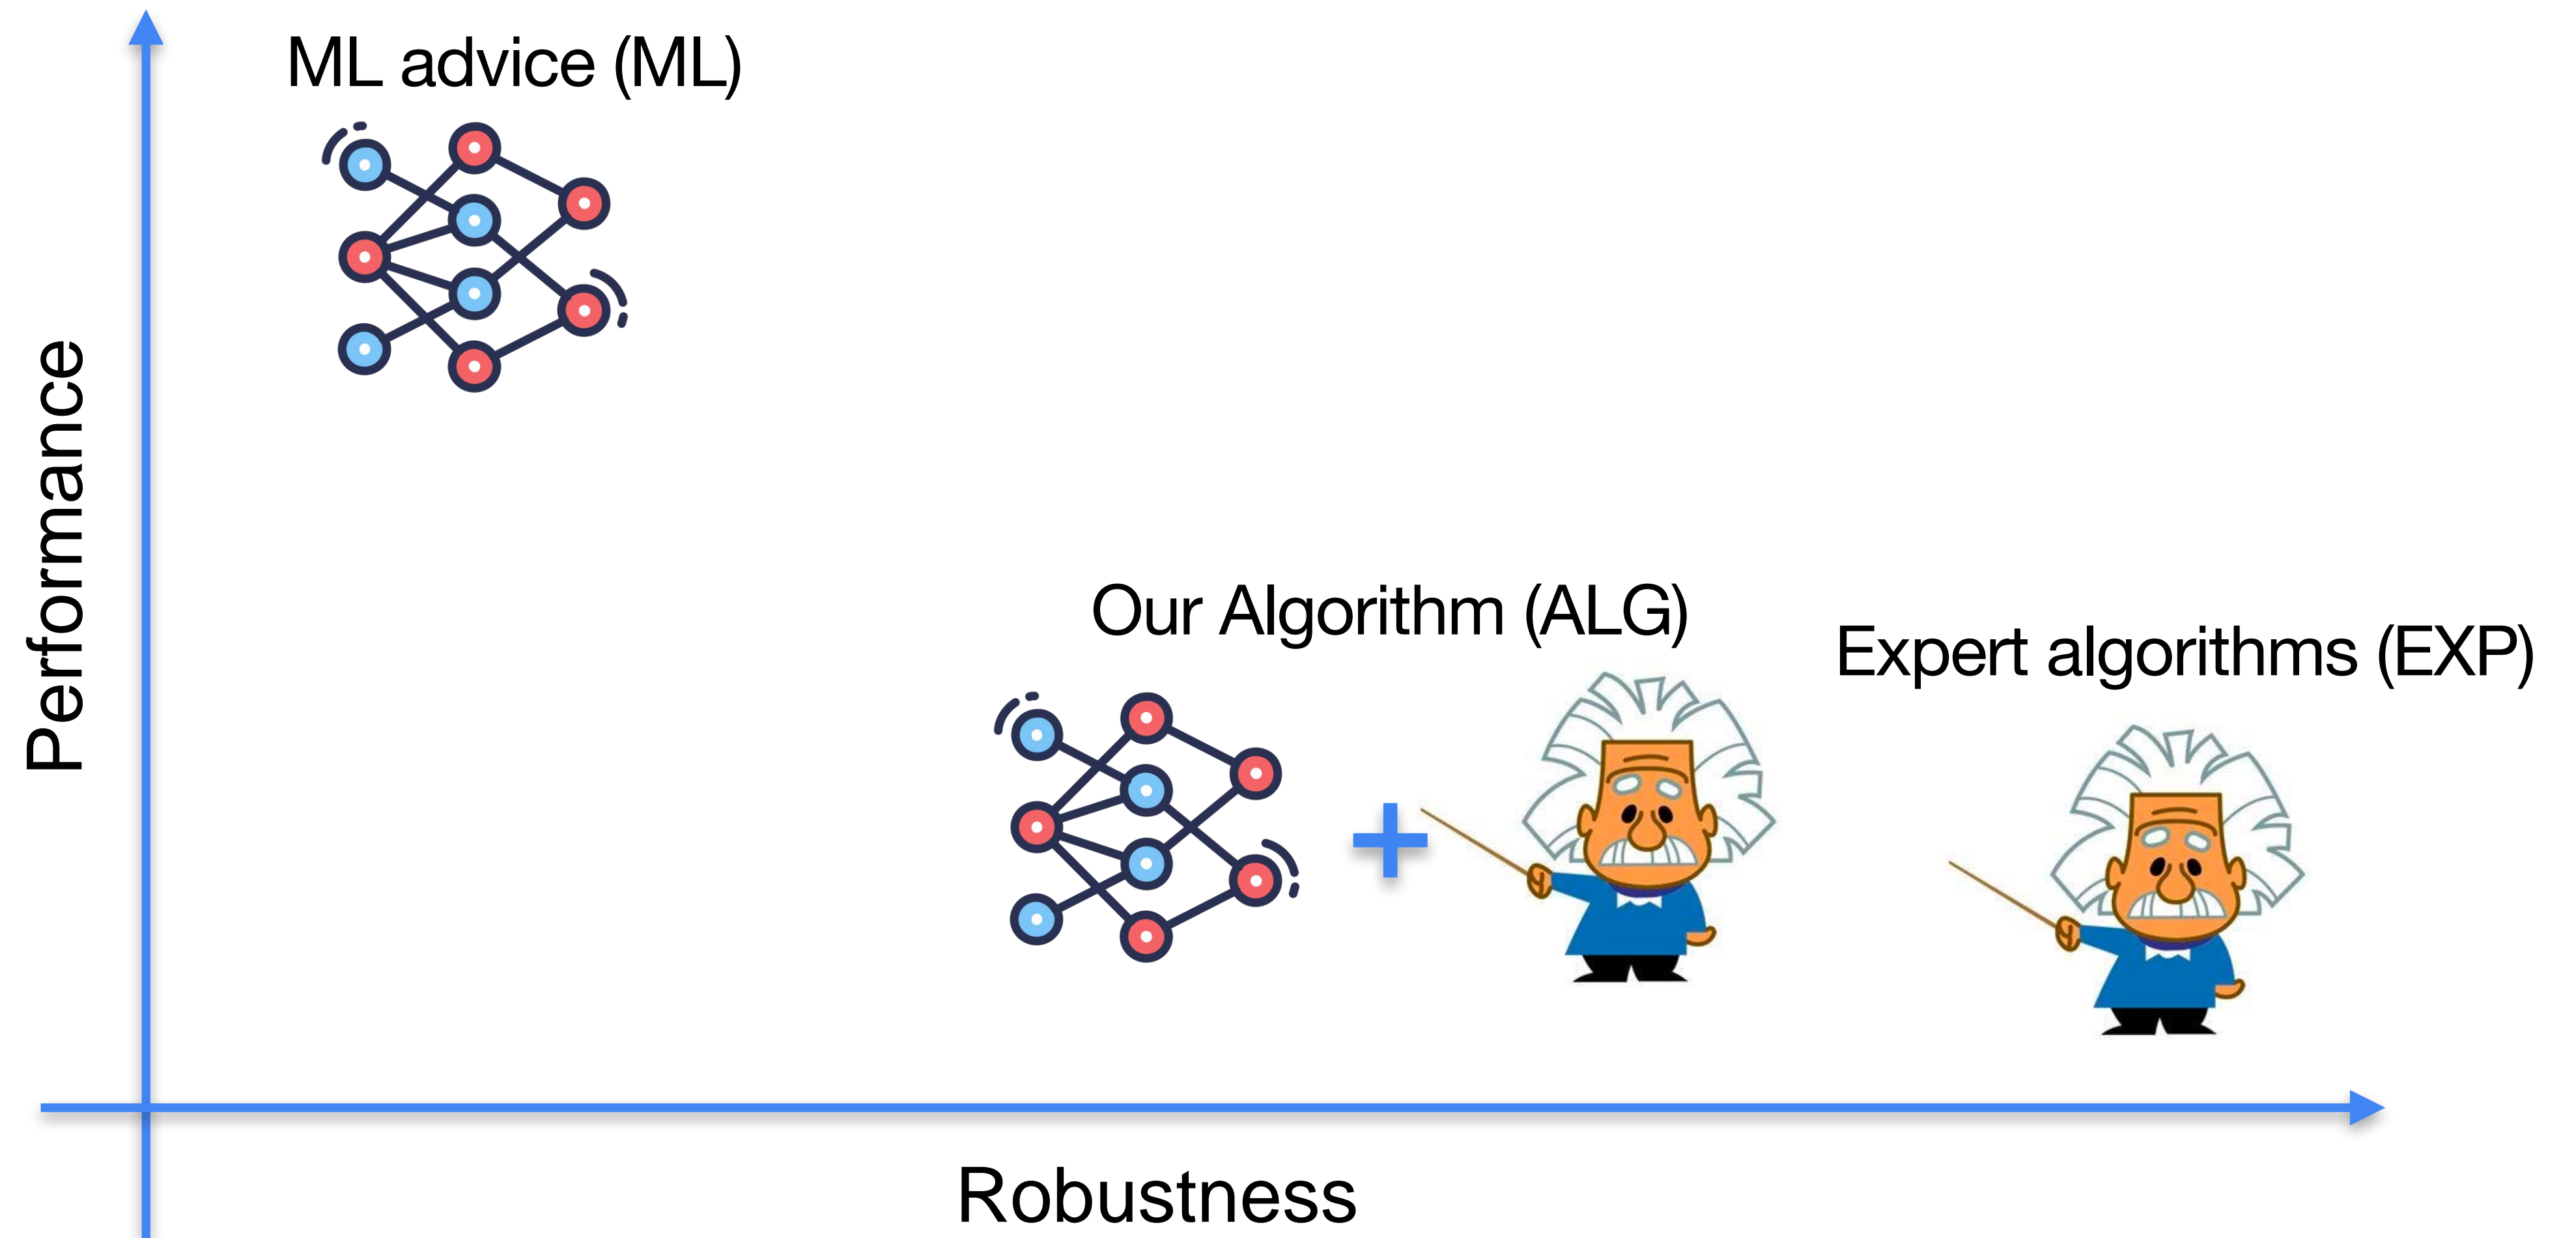 ML advice (ML)
Performance
Our Algorithm (ALG)
Expert algorithms (EXP)
Robustness